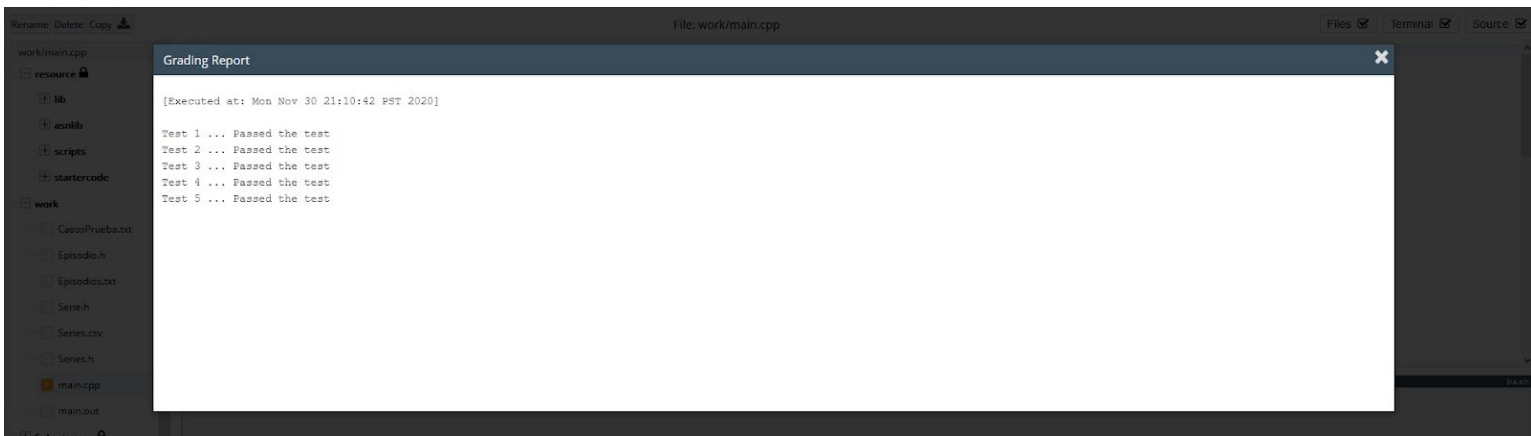 Rename Delete Copy
File: work/main.cpp
Files
Terminal
Source
work/main.cpp
resource
lib
asnlib
scripts
startercode
work
CasosPrueba.txt
Episodio.h
Episodios.txt
Serie.h
Series.csv
Series.h
main.cpp
main.out
Grading Report
[Executed at: Mon Nov 30 21:10:42 PST 2020]
Test 1 ... Passed the test
Test 2 ... Passed the test
Test 3 ... Passed the test
Test 4 ... Passed the test
Test 5 ... Passed the test
bash